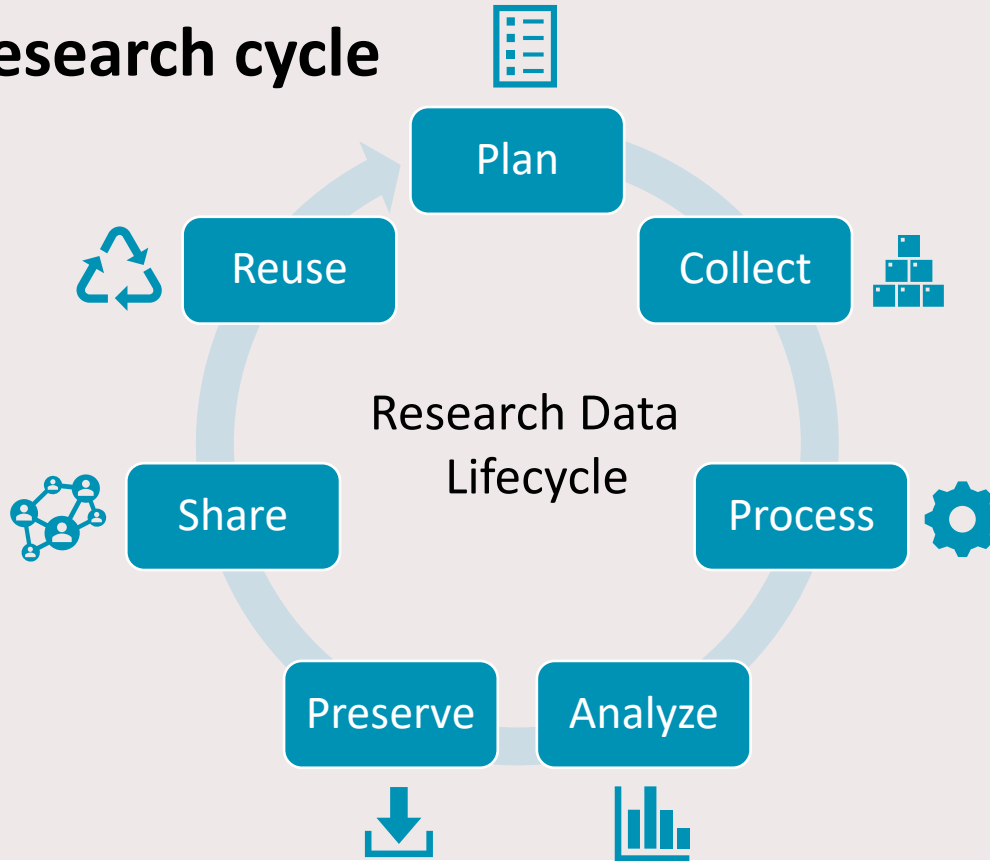 esearch cycle
Plan
Collect
Process
Analyze
Preserve
Share
Reuse
Research Data
Lifecycle